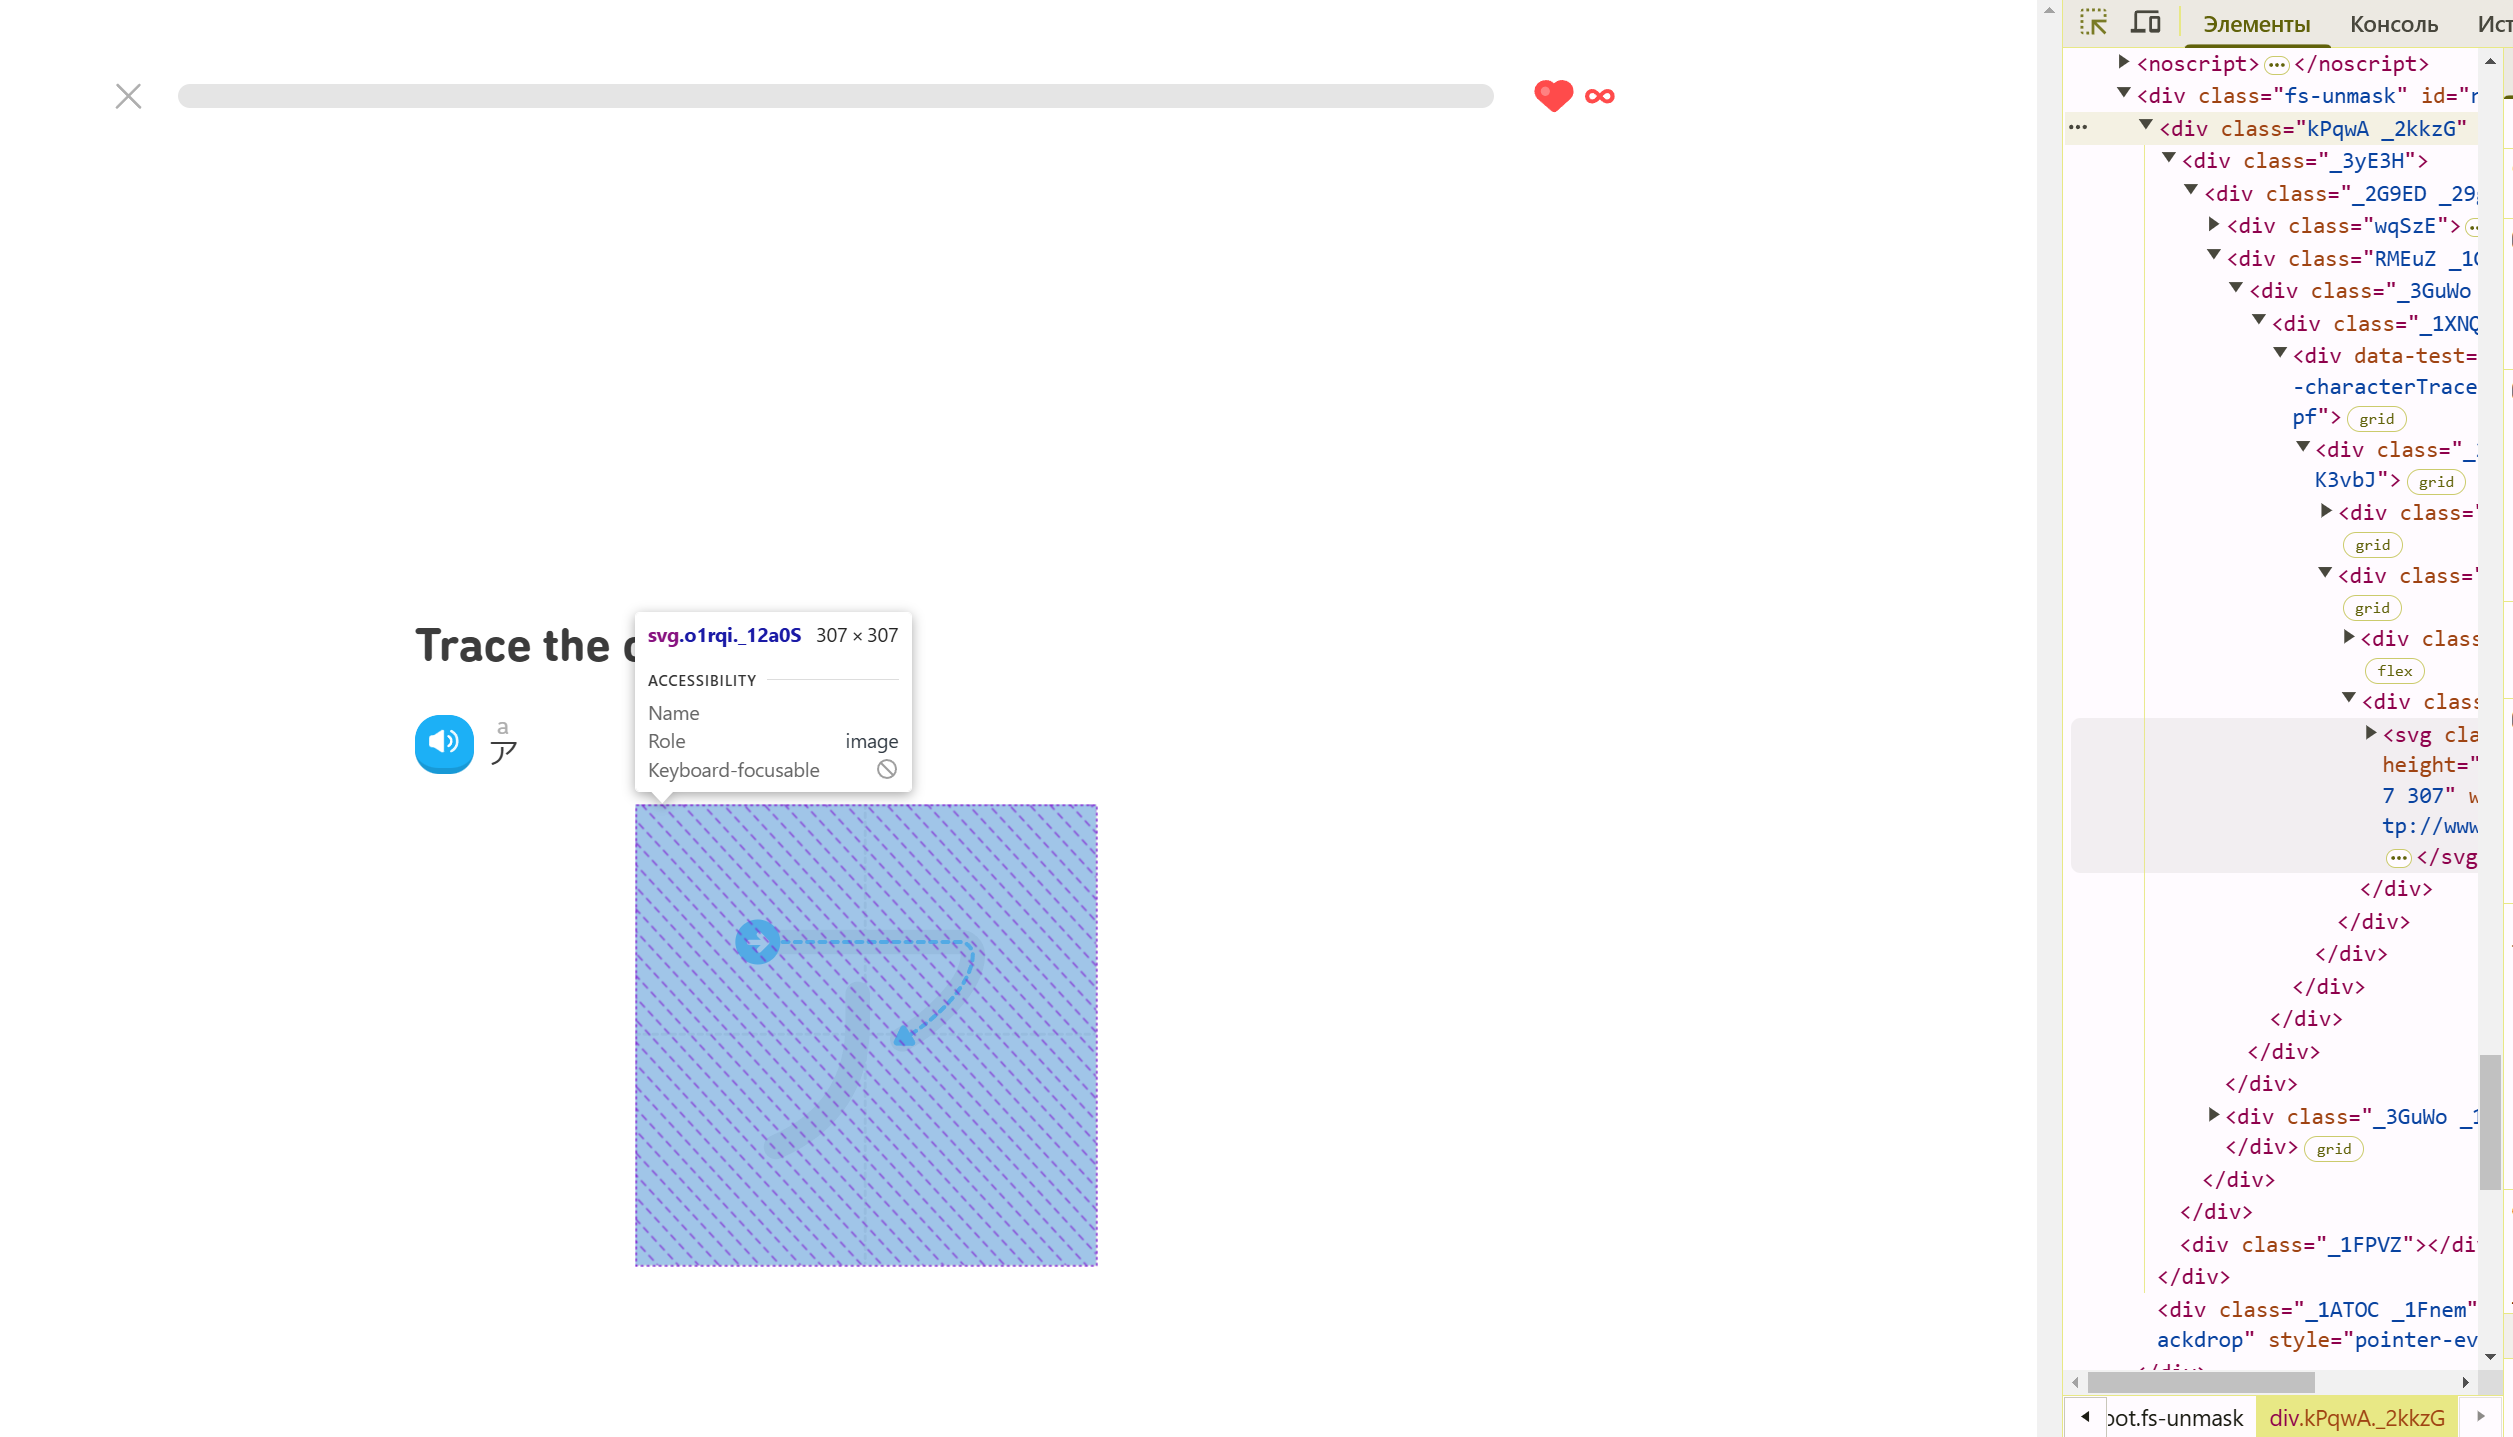 Trace the
a
ア
svg.o1rqi._12a0S 307 × 307
ACCESSIBILITY
Name
Role image
Keyboard-focusable
Элементы Консоль
<noscript> ••• </noscript>
<div class="fs-unmask" id="r
••• <div class="kPqwA _2kkzG"
<div class="_3yE3H">
<div class="_2G9ED _29
<div class="wqSzE">
<div class="RMEuZ _1
<div class="_3GuWo
<div class="_1XNQ
<div data-test=
-characterTrace
pf"> grid
<div class="_
K3vbJ"> grid
<div class="
grid
<div class="
grid
<div class
flex
<div class
<svg cla
height="
7 307" w
tp://www
••• </svg
</div>
</div>
</div>
</div>
</div>
</div>
</div>
<div class="_3GuWo _1
</div> grid
</div>
</div>
<div class="_1FPVZ"></di
</div>
<div class="_1ATOC _1Fnem"
ackdrop" style="pointer-ev
oot.fs-unmask div.kPqwA._2kkzG